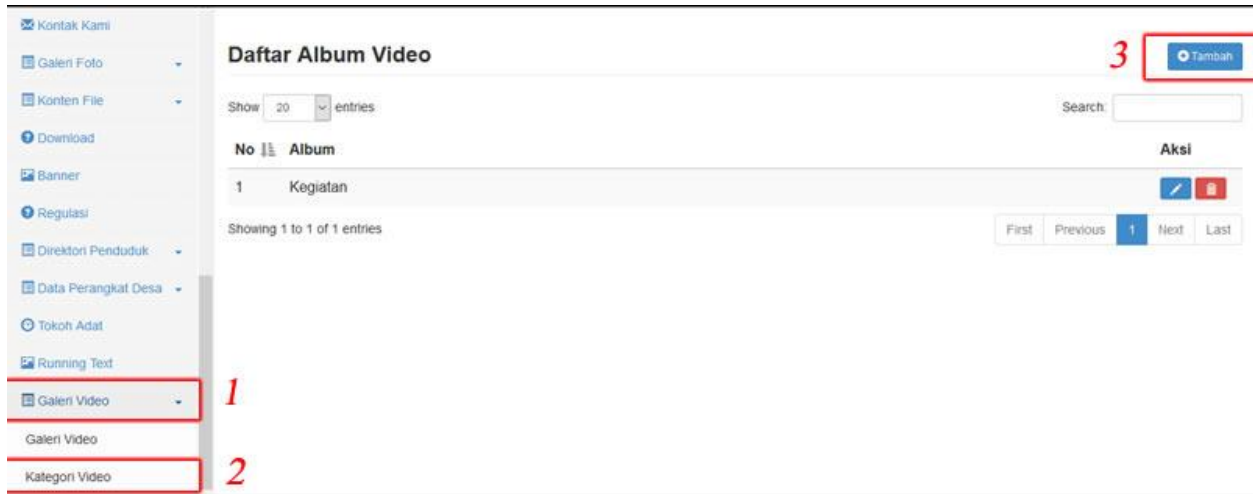 Kontak Kami
Galeri Foto
Konten File
Download
Banner
Regulasi
Direktori Penduduk
Data Perangkat Desa
Tokoh Adat
Running Text
Galeri Video
Galeri Video
Kategori Video
1
2
Daftar Album Video
3
Tambah
Show 20 entries
Search:
No Album Aksi
1 Kegiatan
Showing 1 to 1 of 1 entries
First Previous 1 Next Last